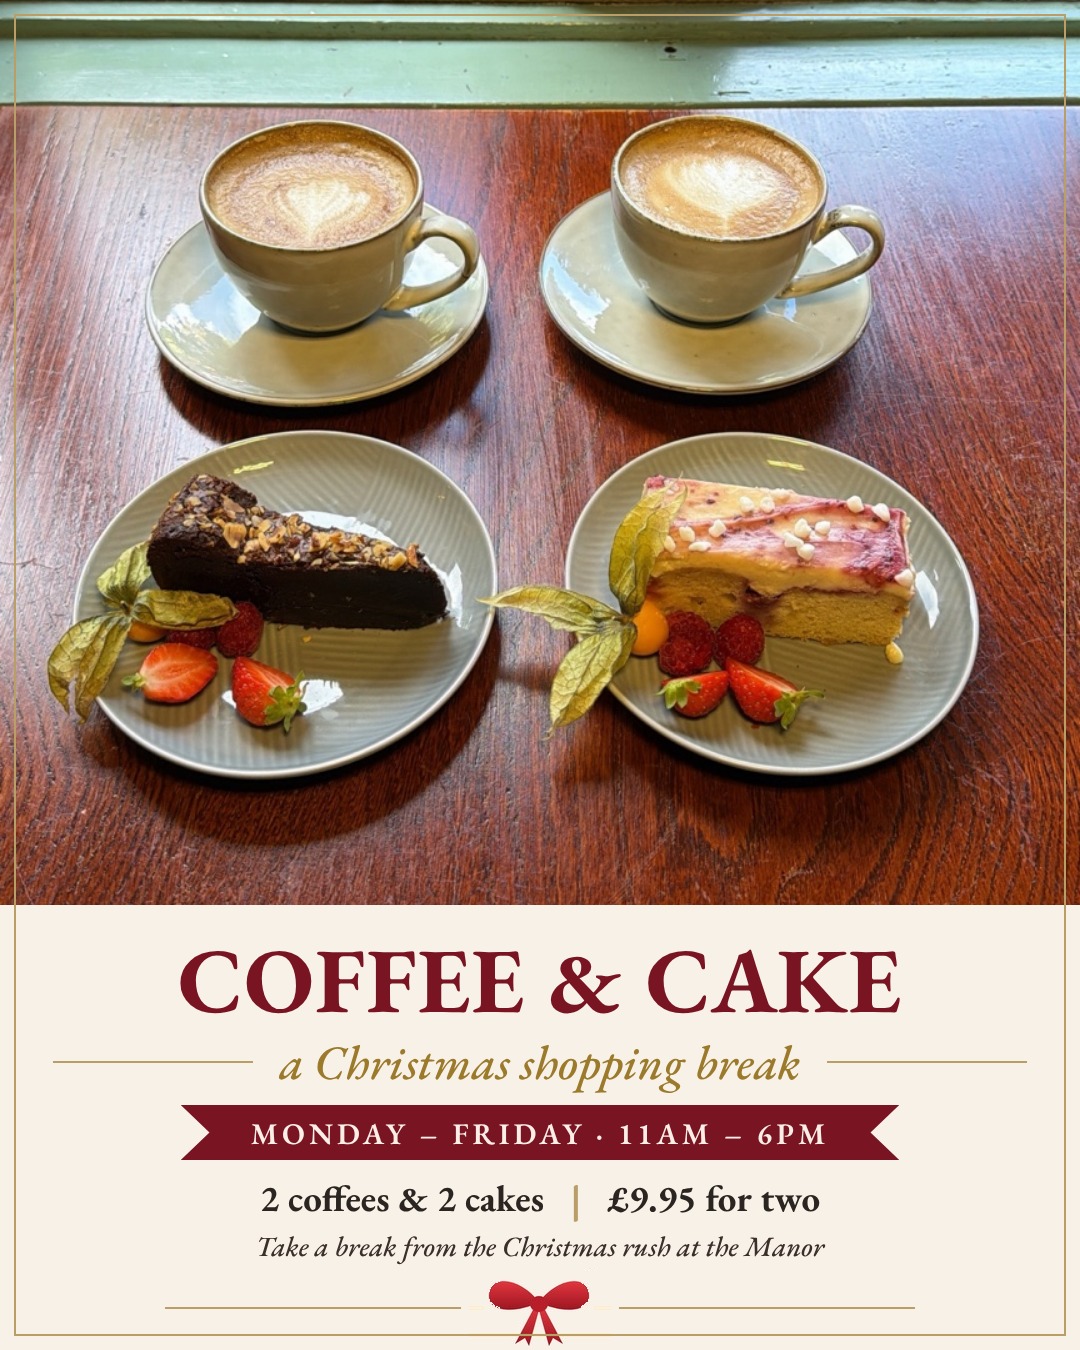 COFFEE & CAKE
a Christmas shopping break
MONDAY – FRIDAY · 11AM – 6PM
2 coffees & 2 cakes | £9.95 for two
Take a break from the Christmas rush at the Manor